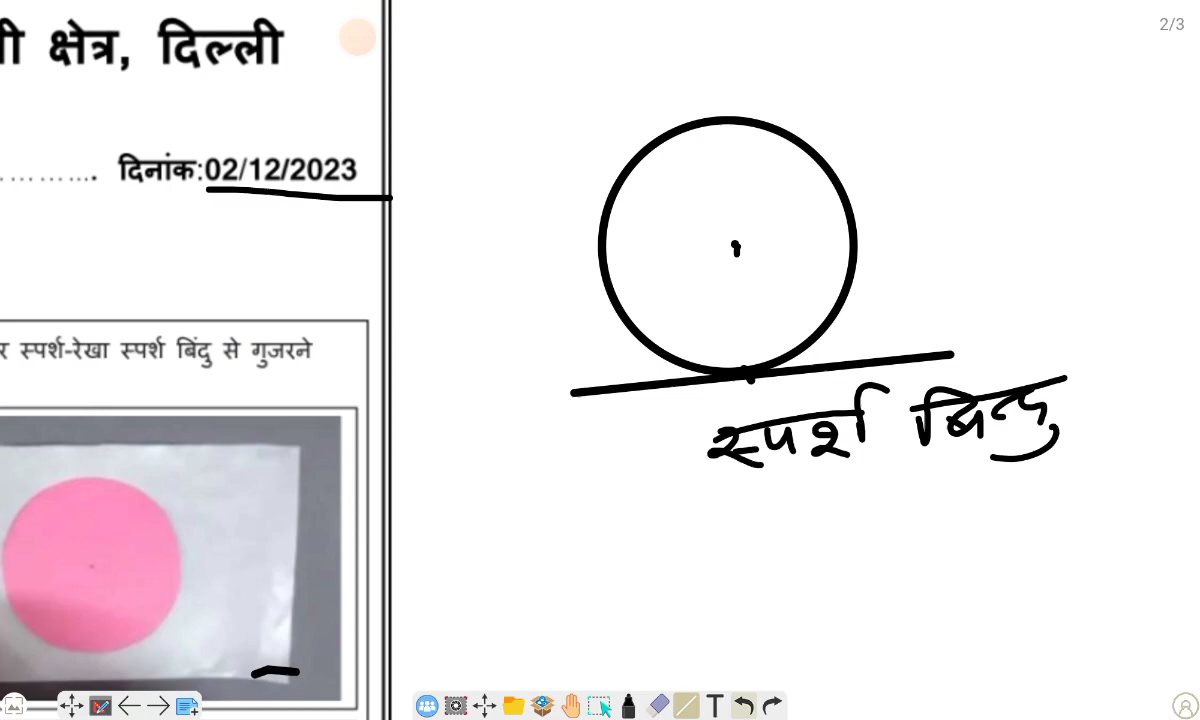 क्षेत्र, दिल्ली
2/3
दिनांक:02/12/2023
स्पर्श-रेखा स्पर्श बिंदु से गुजरने
स्पर्श बिन्दु